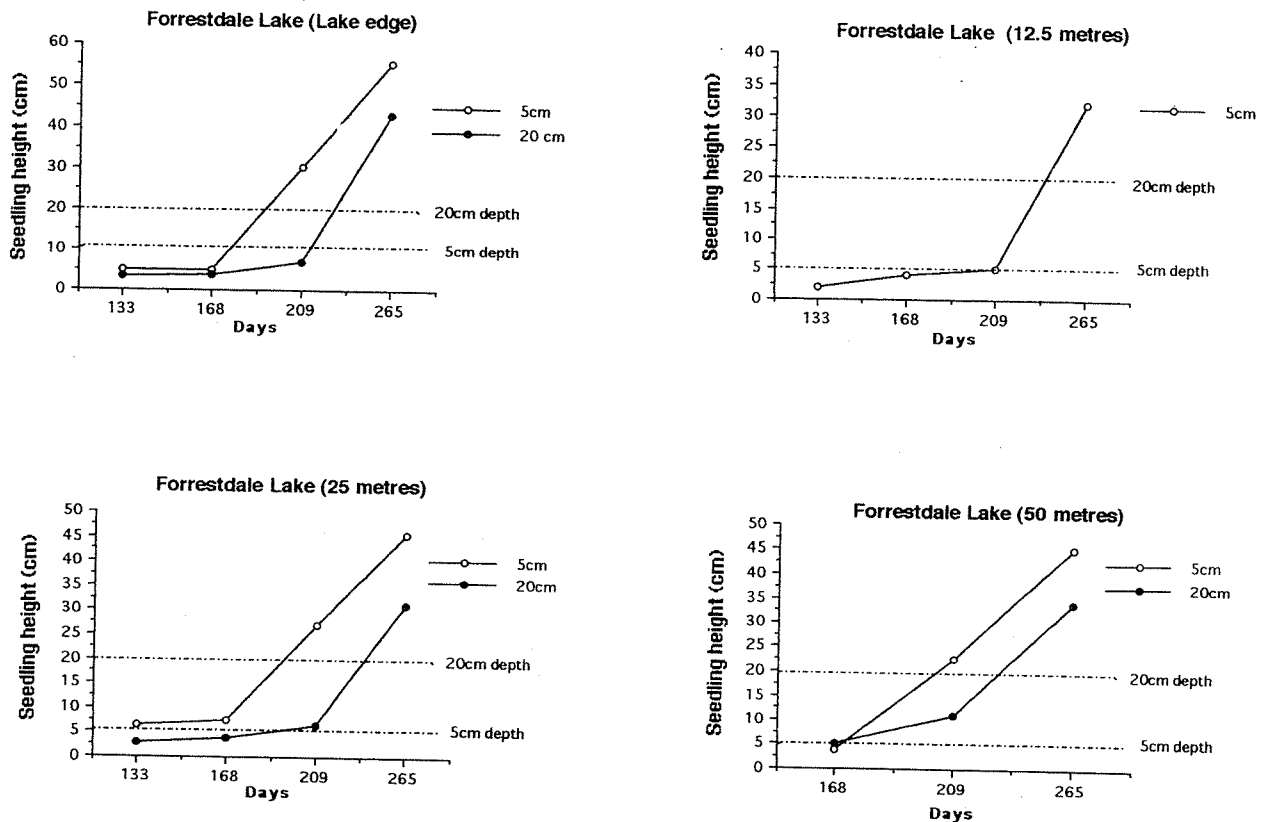 Forrestdale Lake (Lake edge)
60
50
40
30
20
10
0
Seedling height (cm)
5cm
20 cm
20cm depth
5cm depth
133 168 209 265
Days
Forrestdale Lake (12.5 metres)
40
35
30
25
20
15
10
5
0
Seedling height (cm)
5cm
20cm depth
5cm depth
133 168 209 265
Days
Forrestdale Lake (25 metres)
50
45
40
35
30
25
20
15
10
5
0
Seedling height (cm)
5cm
20cm
20cm depth
5cm depth
133 168 209 265
Days
Forrestdale Lake (50 metres)
50
45
40
35
30
25
20
15
10
5
0
Seedling height (cm)
5cm
20cm
20cm depth
5cm depth
168 209 265
Days